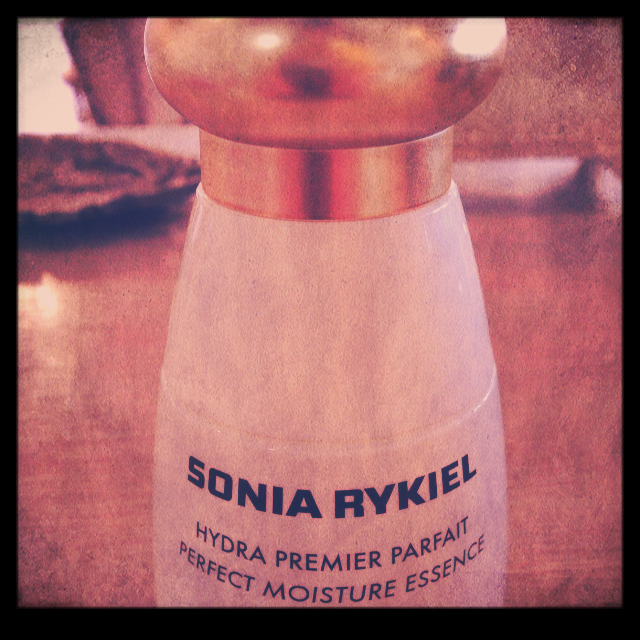 SONIA RYKIEL
HYDRA PREMIER PARFAIT
PERFECT MOISTURE ESSENCE